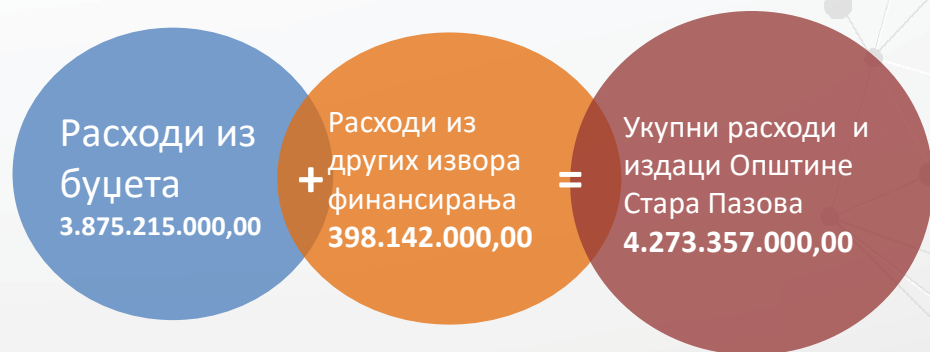 Расходи из
буџета
3.875.215.000,00
+
Расходи из
других извора
финансирања
398.142.000,00
=
Укупни расходи и
издаци Општине
Стара Пазова
4.273.357.000,00